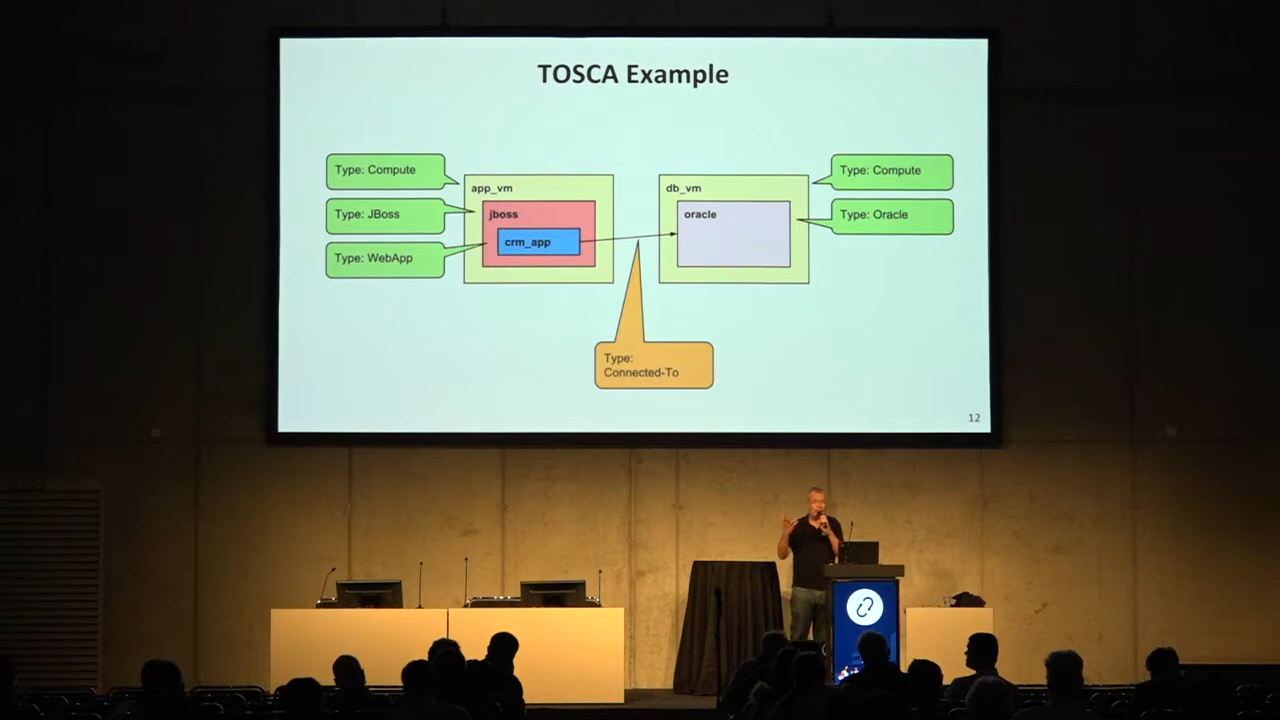 TOSCA Example
Type: Compute
Type: JBoss
Type: WebApp
app_vm
jboss
crm_app
db_vm
oracle
Type: Compute
Type: Oracle
Type:
Connected-To
12